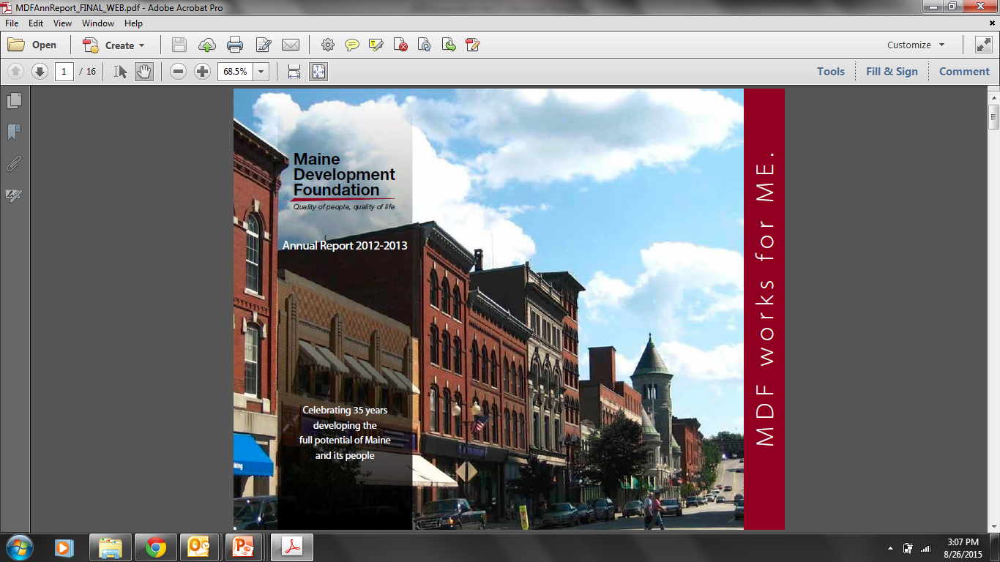 MDFAnnReport_FINAL_WEB.pdf - Adobe Acrobat Pro
File Edit View Window Help
Open Create Customize
1 / 16 68.5% Tools Fill & Sign Comment
Maine
Development
Foundation
Quality of people, quality of life
Annual Report 2012-2013
Celebrating 35 years
developing the
full potential of Maine
and its people
MDF works for ME.
3:07 PM
8/26/2015